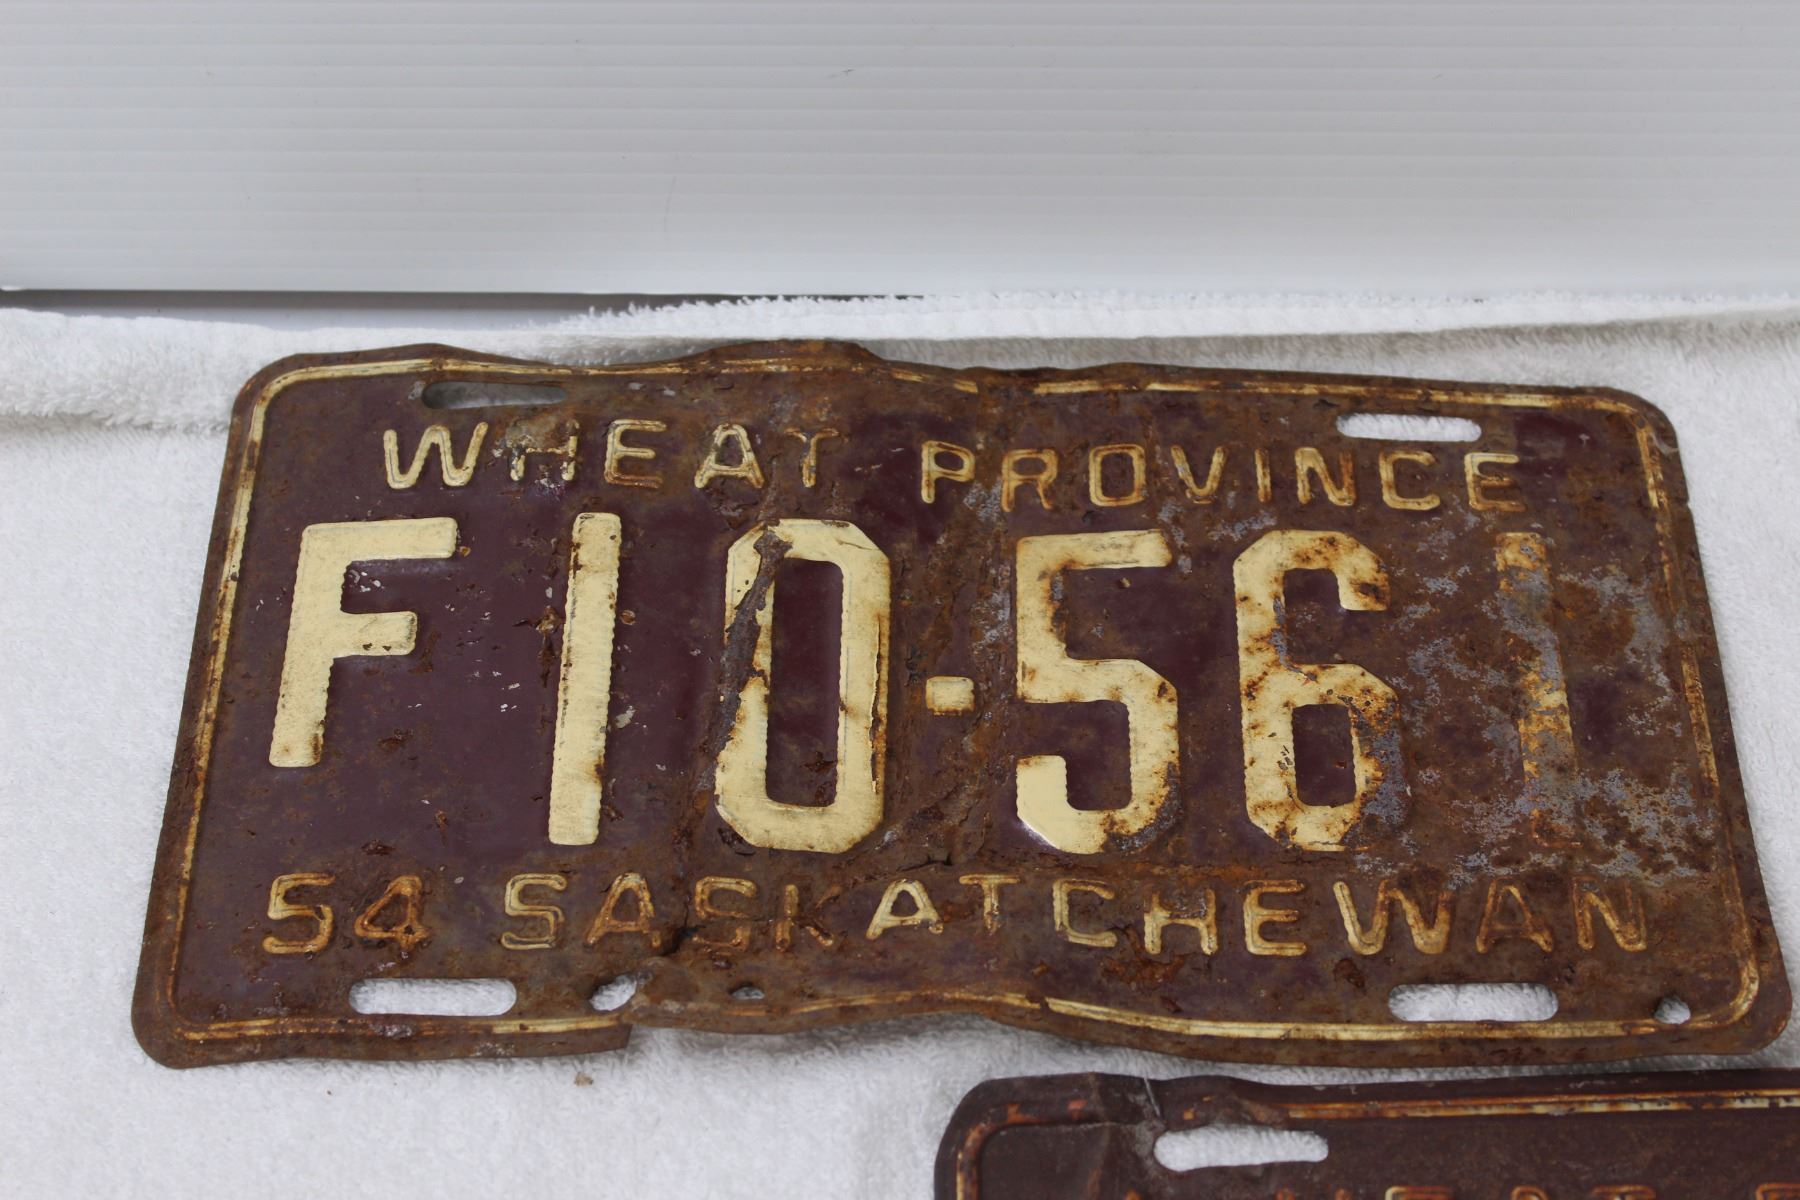 WHEAT PROVINCE
F10-561
54 SASKATCHEWAN